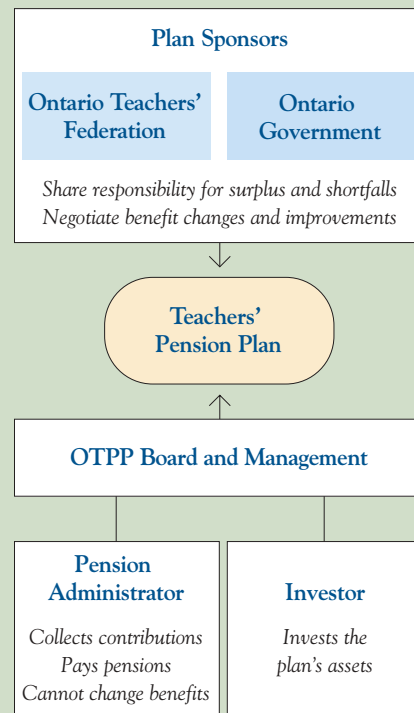 Plan Sponsors
Ontario Teachers'
Federation
Ontario
Government
Share responsibility for surplus and shortfalls
Negotiate benefit changes and improvements
Teachers'
Pension Plan
OTPP Board and Management
Pension
Administrator
Collects contributions
Pays pensions
Cannot change benefits
Investor
Invests the
plan's assets